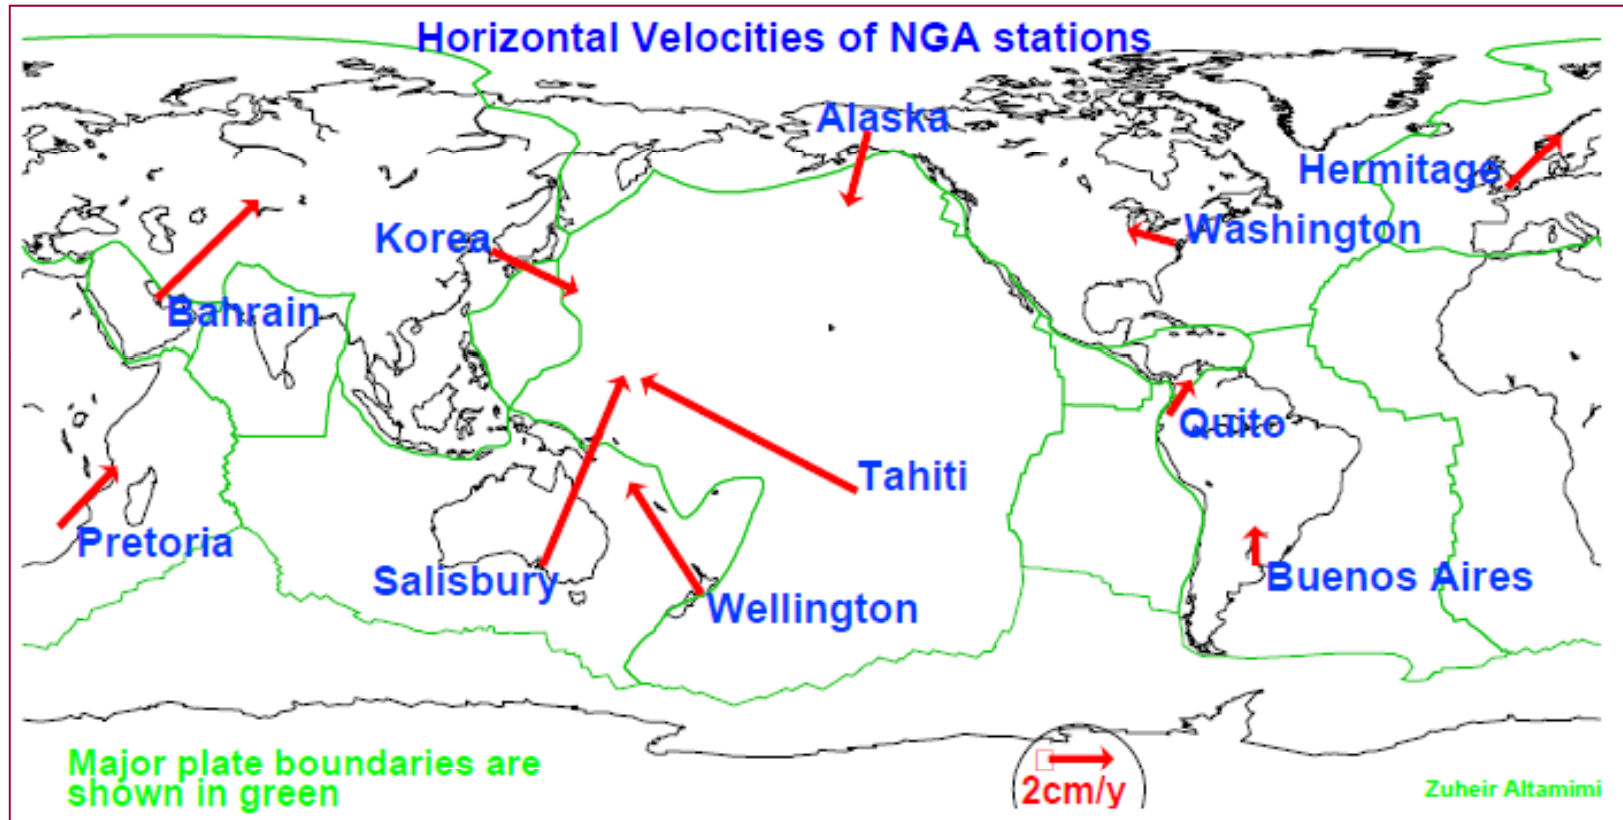 Horizontal Velocities of NGA stations
Alaska
Hermitage
Korea
Washington
Bahrain
Quito
Tahiti
Pretoria
Salisbury
Buenos Aires
Wellington
Major plate boundaries are
shown in green
2cm/y
Zuheir Altamimi